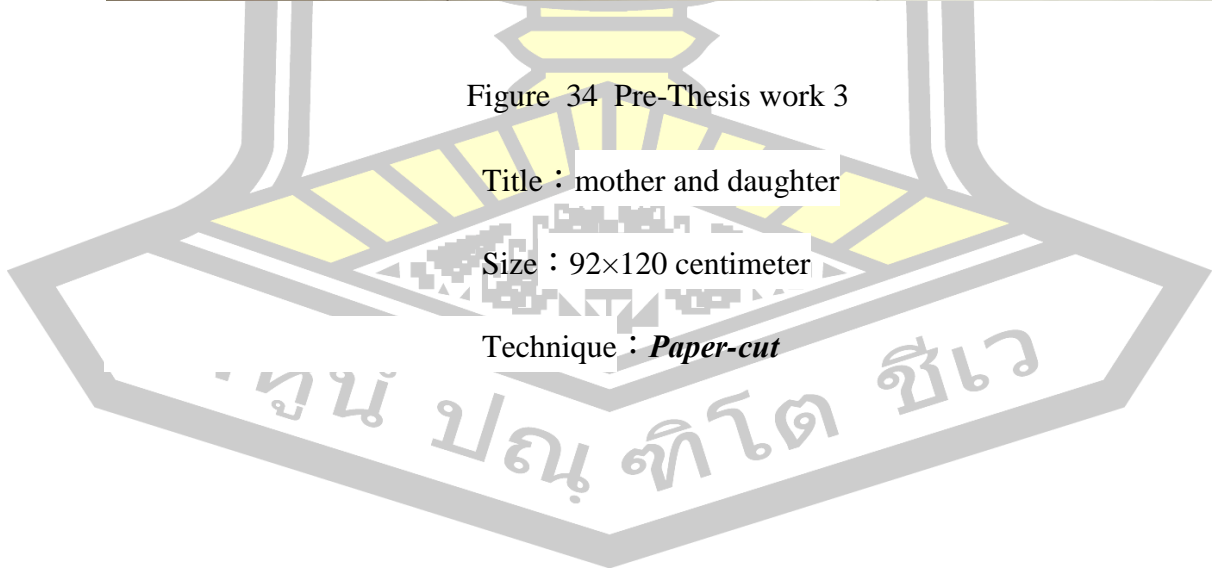 Figure 34 Pre-Thesis work 3
Title：mother and daughter
Size：92×120 centimeter
Technique：Paper-cut
ปณฺ ฑิโต ชีเว